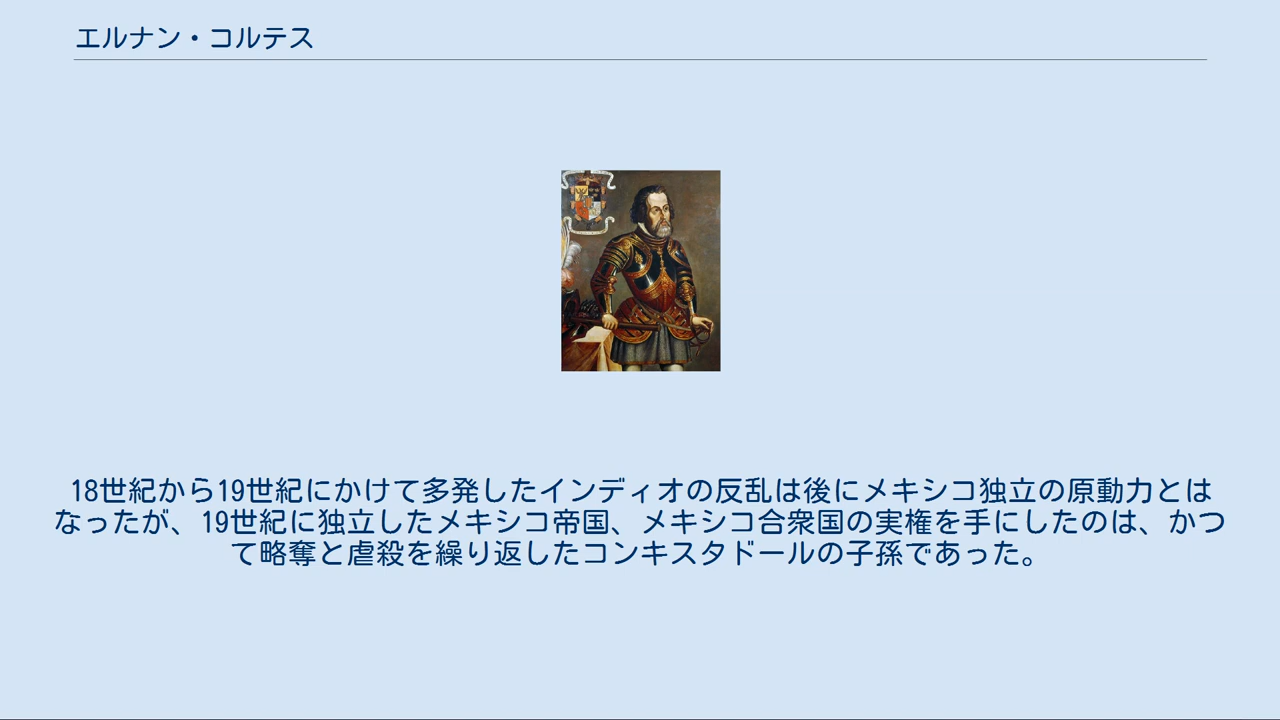 エルナン・コルテス
18世紀から19世紀にかけて多発したインディオの反乱は後にメキシコ独立の原動力とは
なったが、19世紀に独立したメキシコ帝国、メキシコ合衆国の実権を手にしたのは、かつ
て略奪と虐殺を繰り返したコンキスタドールの子孫であった。